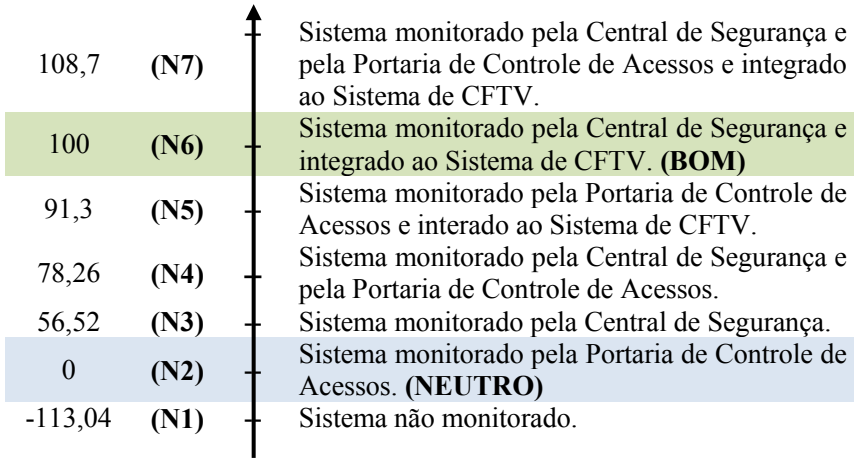 Sistema monitorado pela Central de Segurança e
108,7 (N7) pela Portaria de Controle de Acessos e integrado
ao Sistema de CFTV.
Sistema monitorado pela Central de Segurança e
100 (N6) integrado ao Sistema de CFTV. (BOM)
Sistema monitorado pela Portaria de Controle de
91,3 (N5) Acessos e interado ao Sistema de CFTV.
Sistema monitorado pela Central de Segurança e
78,26 (N4) pela Portaria de Controle de Acessos.
56,52 (N3) Sistema monitorado pela Central de Segurança.
Sistema monitorado pela Portaria de Controle de
0 (N2) Acessos. (NEUTRO)
-113,04 (N1) Sistema não monitorado.